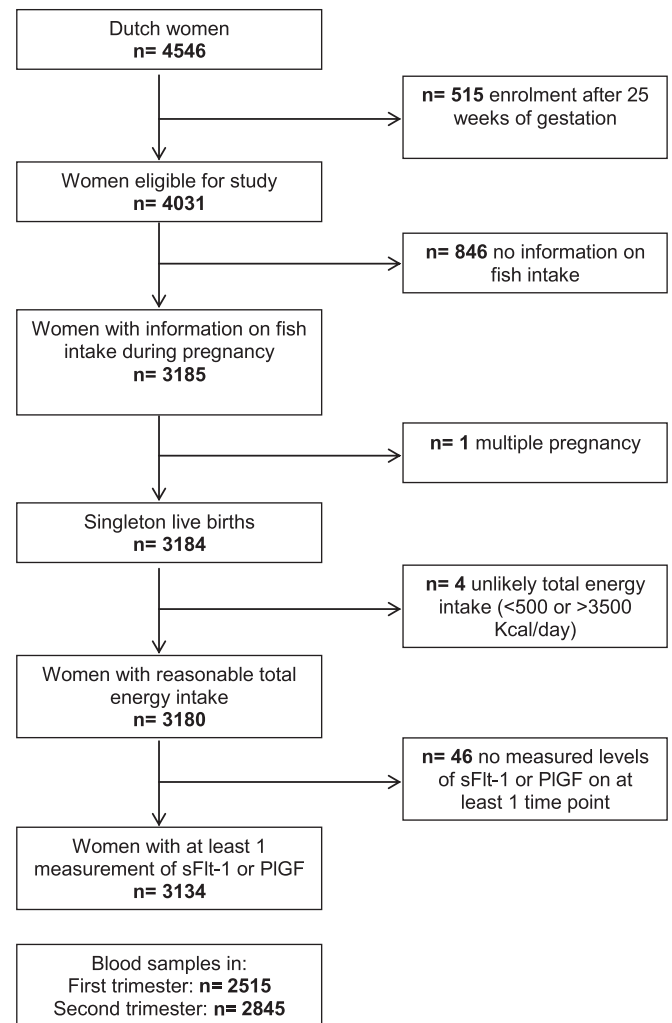 Dutch women
n= 4546
n= 515 enrolment after 25
weeks of gestation
Women eligible for study
n= 4031
n= 846 no information on
fish intake
Women with information on fish
intake during pregnancy
n= 3185
n= 1 multiple pregnancy
Singleton live births
n= 3184
n= 4 unlikely total energy
intake (<500 or >3500
Kcal/day)
Women with reasonable total
energy intake
n= 3180
n= 46 no measured levels
of sFlt-1 or PlGF on at
least 1 time point
Women with at least 1
measurement of sFlt-1 or PlGF
n= 3134
Blood samples in:
First trimester: n= 2515
Second trimester: n= 2845